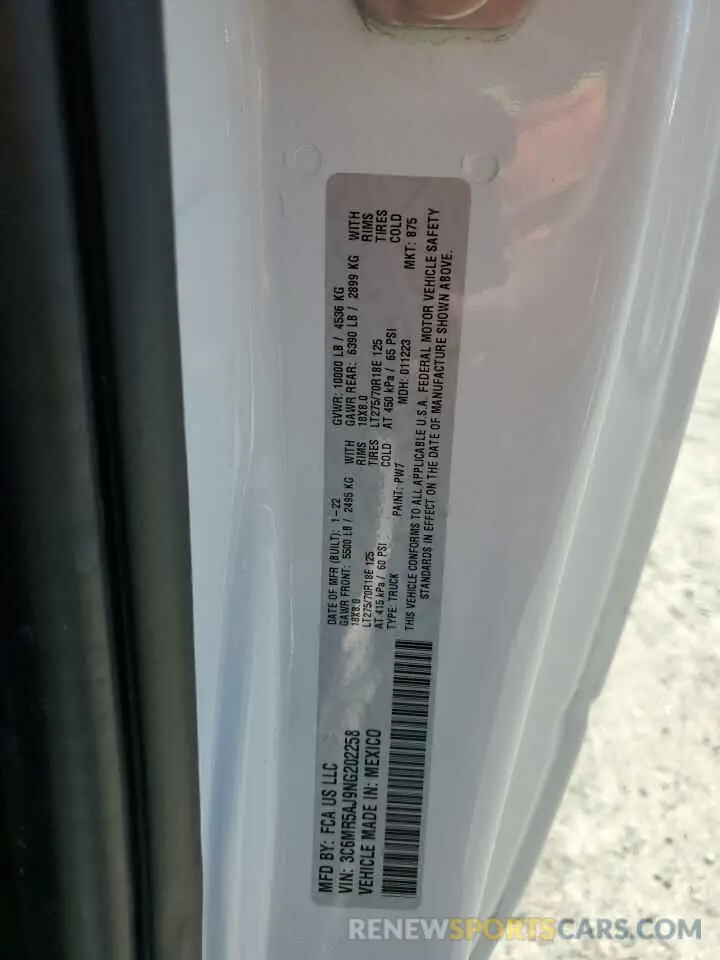 MFD BY: FCA US LLC
VIN: 3C6MR5AJ9NG202258
VEHICLE MADE IN: MEXICO
DATE OF MFR (BUILT): 1-22 GVWR: 10000 LB / 4536 KG
GAWR FRONT: 5500 LB / 2495 KG WITH GAWR REAR: 6390 LB / 2899 KG WITH
18X8.0 RIMS 18X8.0 RIMS
LT275/70R18E 125 TIRES LT275/70R18E 125 TIRES
AT 415 kPa / 60 PSI COLD AT 450 kPa / 65 PSI COLD
TYPE: TRUCK PAINT: PW7 MDH: 011223 MKT: 875
THIS VEHICLE CONFORMS TO ALL APPLICABLE U.S.A. FEDERAL MOTOR VEHICLE SAFETY
STANDARDS IN EFFECT ON THE DATE OF MANUFACTURE SHOWN ABOVE.
RENEWSPORTSCARS.COM